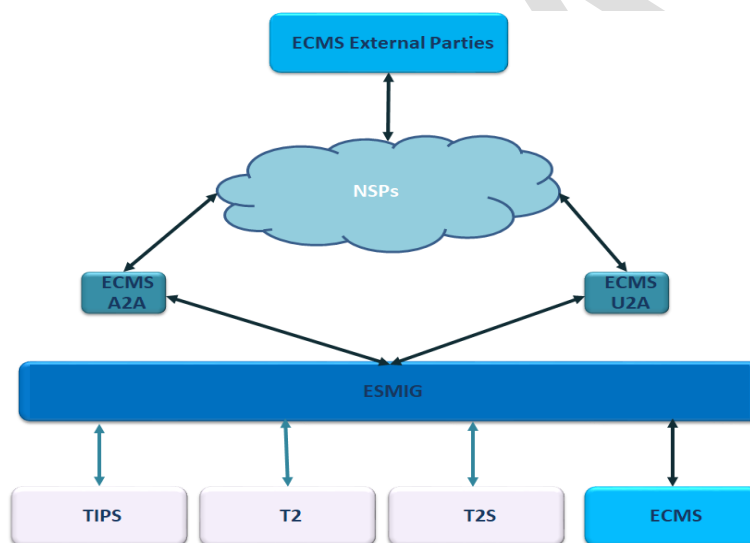 ECMS External Parties
NSPs
ECMS
A2A
ECMS
U2A
ESMIG
TIPS
T2
T2S
ECMS